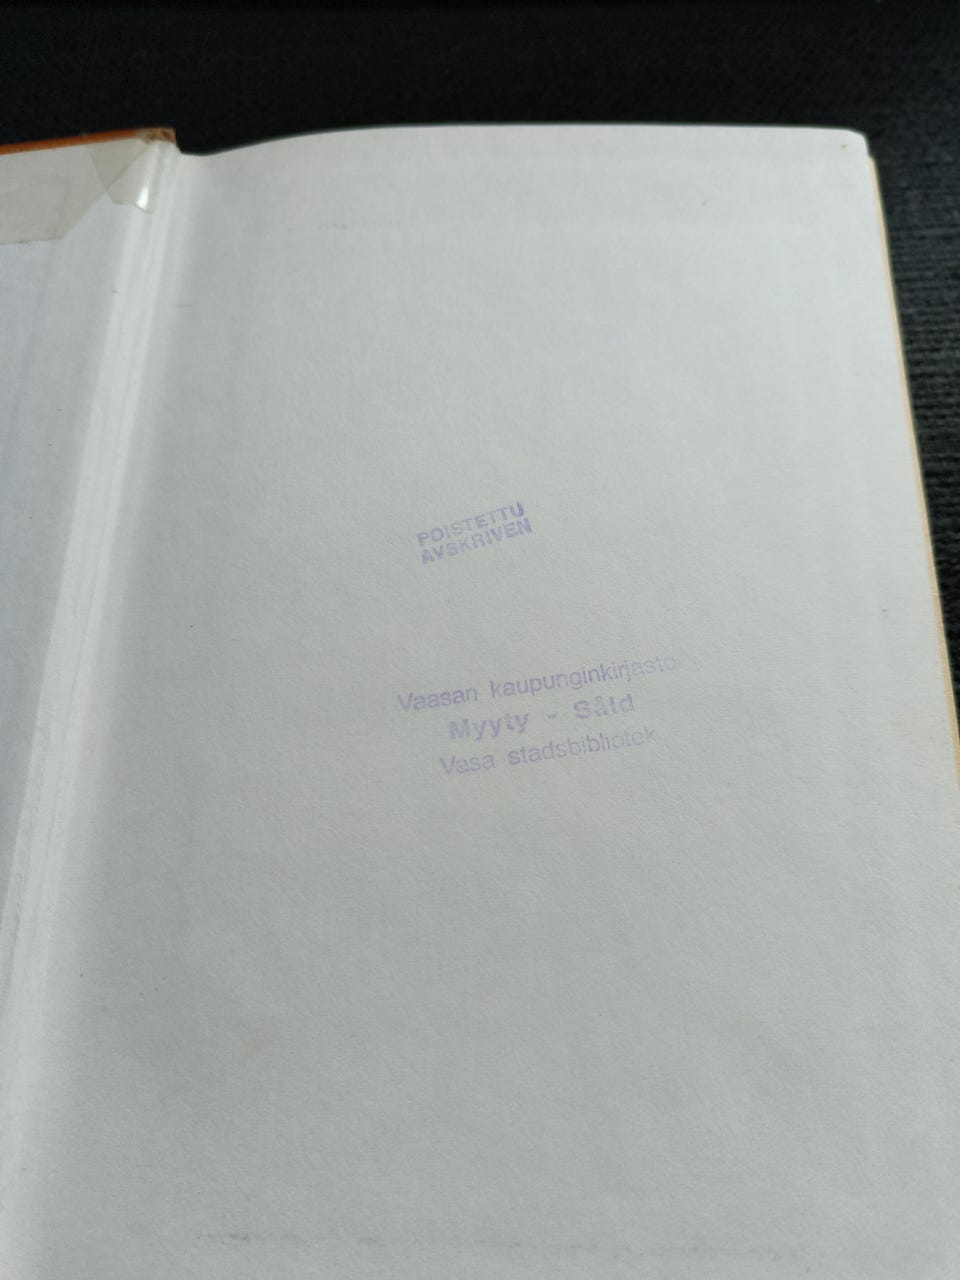 POISTETTU
AVSKRIVEN
Vaasan kaupunginkirjasto
Myyty - Såld
Vasa stadsbibliotek